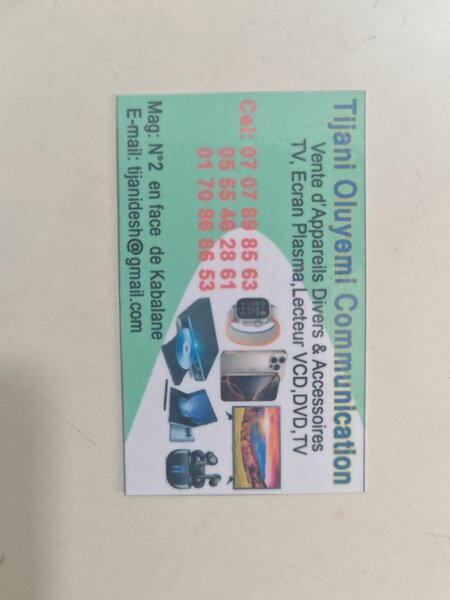 Tijani Oluyemi Communication
Vente d'Appareils Divers & Accessoires
TV, Ecran Plasma,Lecteur VCD,DVD,TV
Cel: 07 07 89 85 63
05 55 46 28 61
01 70 86 86 53
Mag: N°2 en face de Kabalane
E-mail: tijanidesh@gmail.com